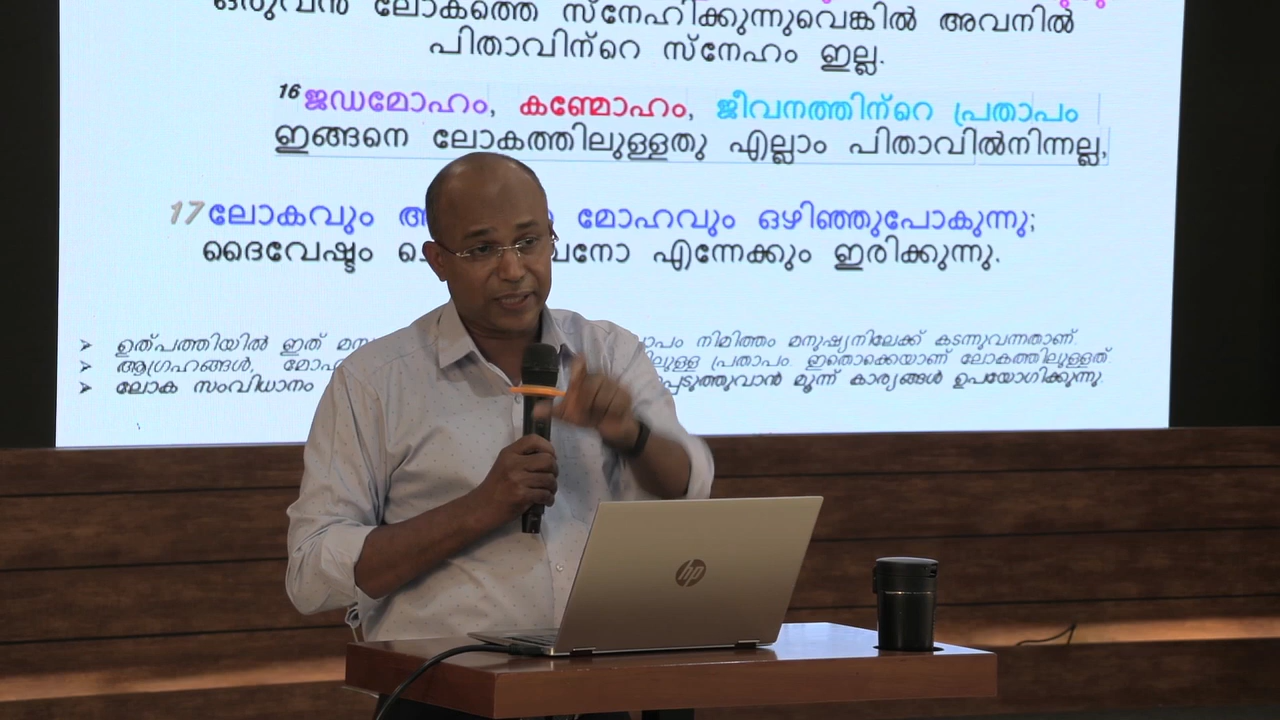 ഒരുവൻ ലോകത്തെ സ്നേഹിക്കുന്നുവെങ്കിൽ അവനിൽ
പിതാവിന്റെ സ്നേഹം ഇല്ല.
16 ജഡമോഹം, കണ്മോഹം, ജീവനത്തിന്റെ പ്രതാപം
ഇങ്ങനെ ലോകത്തിലുള്ളതു എല്ലാം പിതാവിൽനിന്നല്ല,
17 ലോകവും മോഹവും ഒഴിഞ്ഞുപോകുന്നു;
ദൈവേഷ്ടം എന്നേക്കും ഇരിക്കുന്നു.
ഉത്പത്തിയിൽ ഇത് നിമിത്തം മനുഷ്യനിലേക്ക് കടന്നുവന്നതാണ്.
ആഗ്രഹങ്ങൾ, പ്രതാപം. ഇതൊക്കെയാണ് ലോകത്തിലുള്ളത്.
ലോക സംവിധാനം മൂന്ന് കാര്യങ്ങൾ ഉപയോഗിക്കുന്നു.
hp